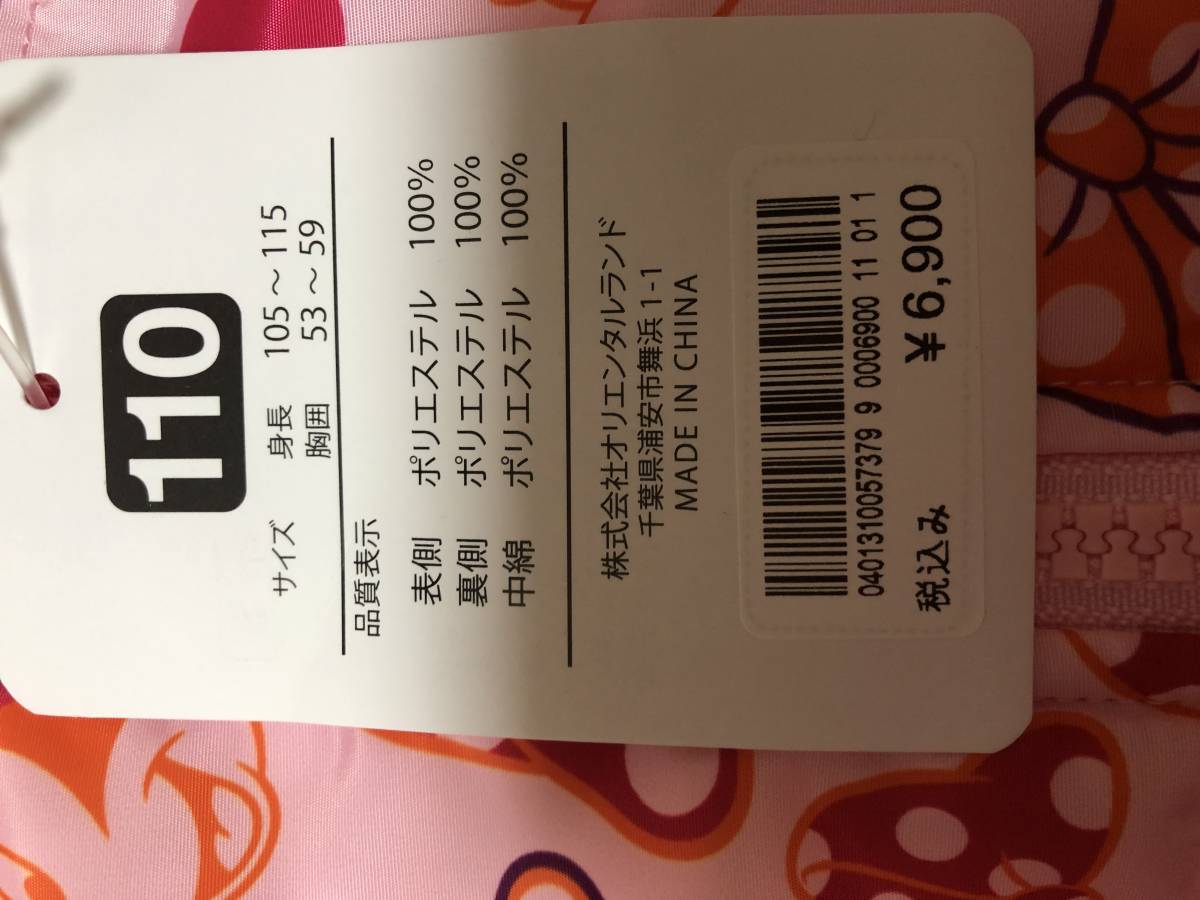 110
サイズ 身長 105～115
胸囲 53～59
品質表示
表側 ポリエステル 100%
裏側 ポリエステル 100%
中綿 ポリエステル 100%
株式会社オリエンタルランド
千葉県浦安市舞浜1-1
MADE IN CHINA
0401310057379 9 0006900 11 01 1
税込み ¥6,900